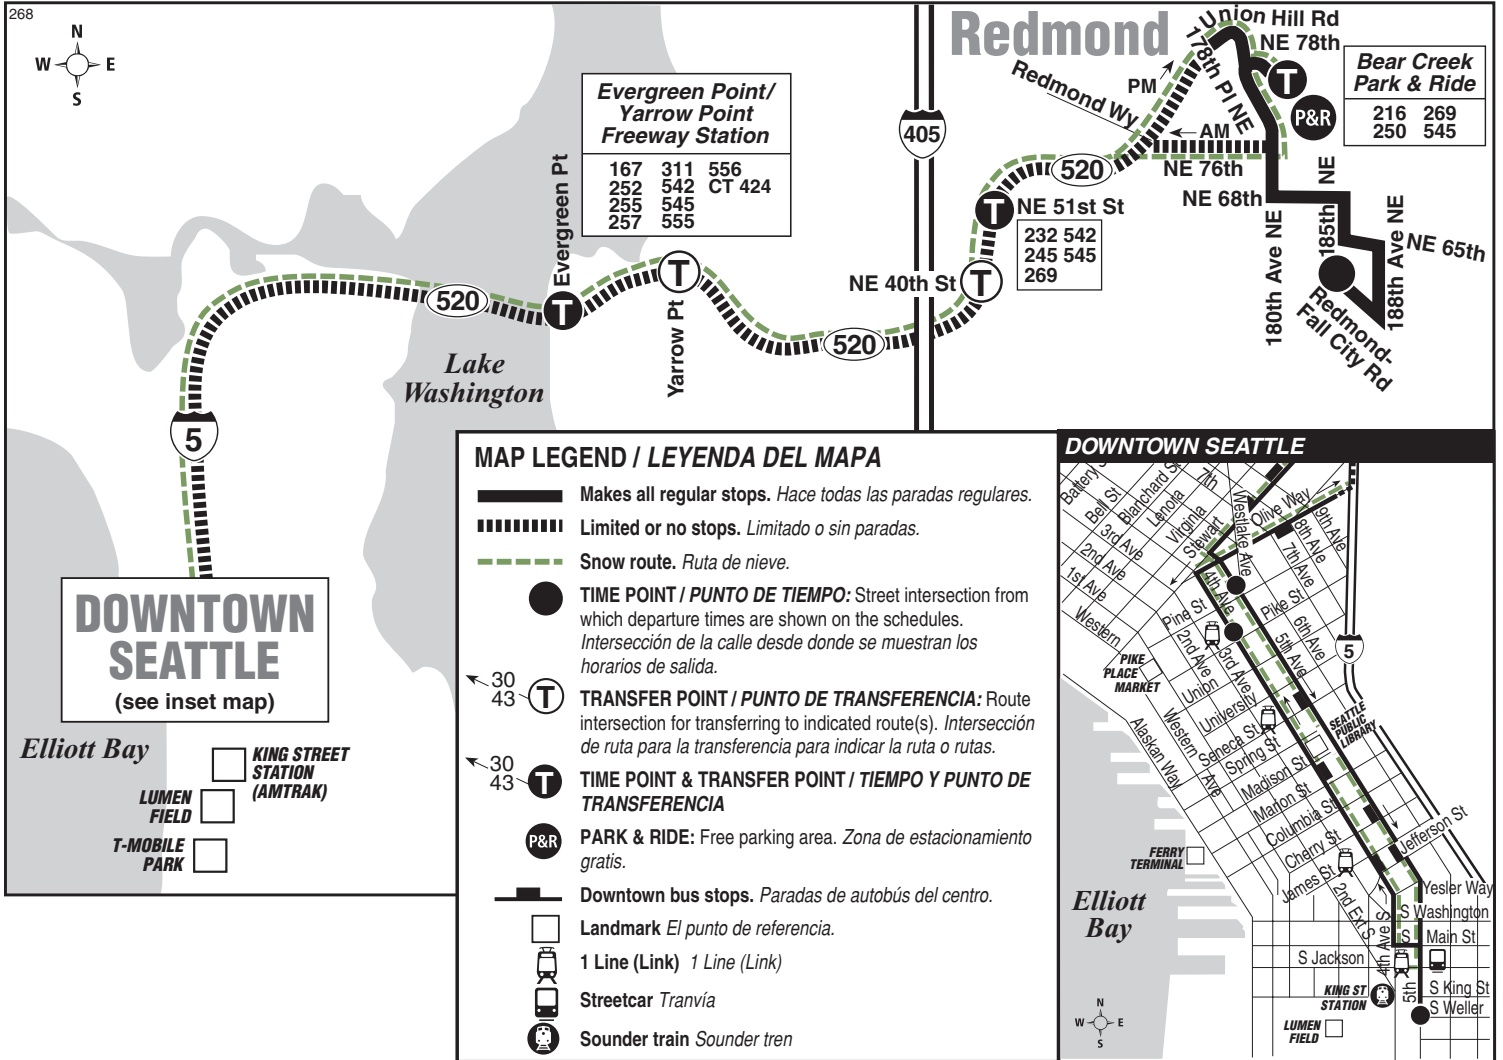 268
N
W E
S
Redmond
Union Hill Rd
NE 78th
178th Pl NE
PM
Redmond Wy
AM
NE 76th
T
P&R
Bear Creek
Park & Ride
216 269
250 545
Evergreen Point/
Yarrow Point
Freeway Station
167 311 556
252 542 CT 424
255 545
257 555
405
520
T
NE 51st St
232 542
245 545
269
NE 40th St
T
NE 68th
180th Ave NE
185th NE
188th Ave NE
NE 65th
Redmond-
Fall City Rd
Evergreen Pt
T
T
Yarrow Pt
520
520
Lake
Washington
5
DOWNTOWN
SEATTLE
(see inset map)
Elliott Bay
KING STREET
STATION
(AMTRAK)
LUMEN
FIELD
T-MOBILE
PARK
MAP LEGEND / LEYENDA DEL MAPA
Makes all regular stops. Hace todas las paradas regulares.
Limited or no stops. Limitado o sin paradas.
Snow route. Ruta de nieve.
TIME POINT / PUNTO DE TIEMPO: Street intersection from
which departure times are shown on the schedules.
Intersección de la calle desde donde se muestran los
horarios de salida.
30
43
T
TRANSFER POINT / PUNTO DE TRANSFERENCIA: Route
intersection for transferring to indicated route(s). Intersección
de ruta para la transferencia para indicar la ruta o rutas.
30
43
T
TIME POINT & TRANSFER POINT / TIEMPO Y PUNTO DE
TRANSFERENCIA
P&R
PARK & RIDE: Free parking area. Zona de estacionamiento
gratis.
Downtown bus stops. Paradas de autobús del centro.
Landmark El punto de referencia.
1 Line (Link) 1 Line (Link)
Streetcar Tranvía
Sounder train Sounder tren
DOWNTOWN SEATTLE
Battery S
Bell St
Blanchard St
Lenora
Virginia
Stewart
7th
Westlake Ave
Olive Way
9th Ave
8th Ave
7th Ave
3rd Ave
2nd Ave
1st Ave
Western
4th Ave
Pine St
Pike St
6th Ave
5th Ave
2nd Ave
3rd Ave
PIKE
PLACE
MARKET
Union
University
Seneca St
Spring St
Madison St
Marion St
Columbia St
Cherry St
James St
Western Ave
Alaskan Way
5
SEATTLE
PUBLIC
LIBRARY
FERRY
TERMINAL
Jefferson St
Yesler Way
S Washington
S Main St
2nd Ext S
4th Ave S
S Jackson
5th
S King St
S Weller
KING ST
STATION
LUMEN
FIELD
Elliott
Bay
N
W E
S